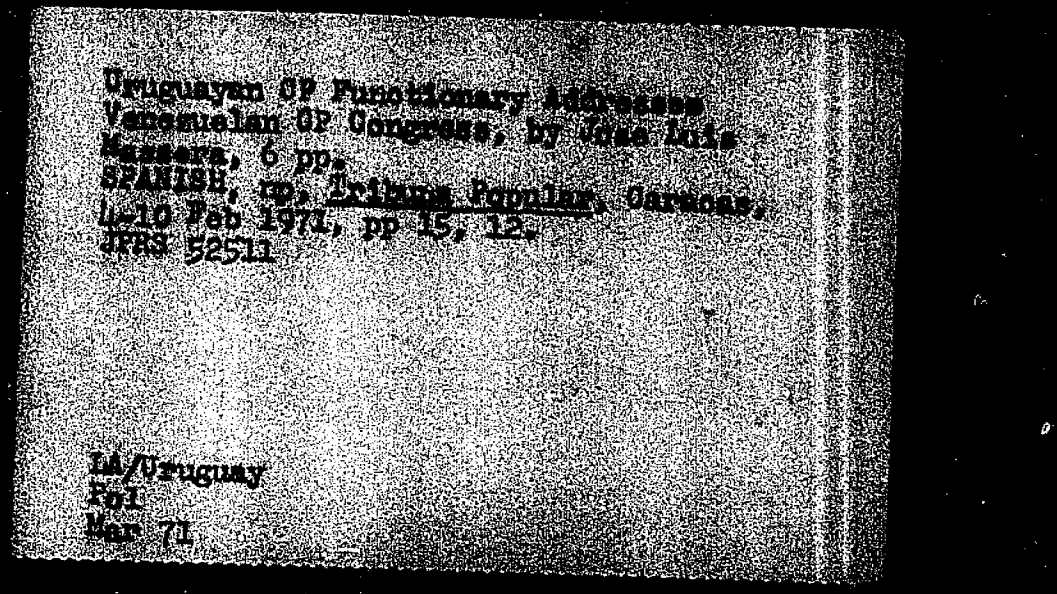 Uruguayan CP Functionary Addresses
Venezuelan CP Congress, by Jose Luis
Massera, 6 pp.
SPANISH, np, Tribuna Popular, Caracas,
4-10 Feb 1971, pp 15, 12.
JPRS 52511
LA/Uruguay
Pol
Mar 71